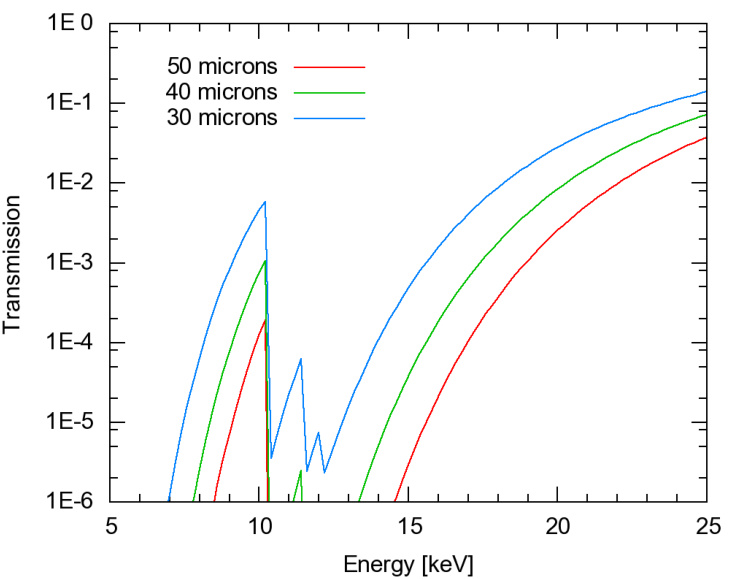 1E 0
1E-1
1E-2
1E-3
1E-4
1E-5
1E-6
Transmission
50 microns
40 microns
30 microns
5
10
15
20
25
Energy [keV]